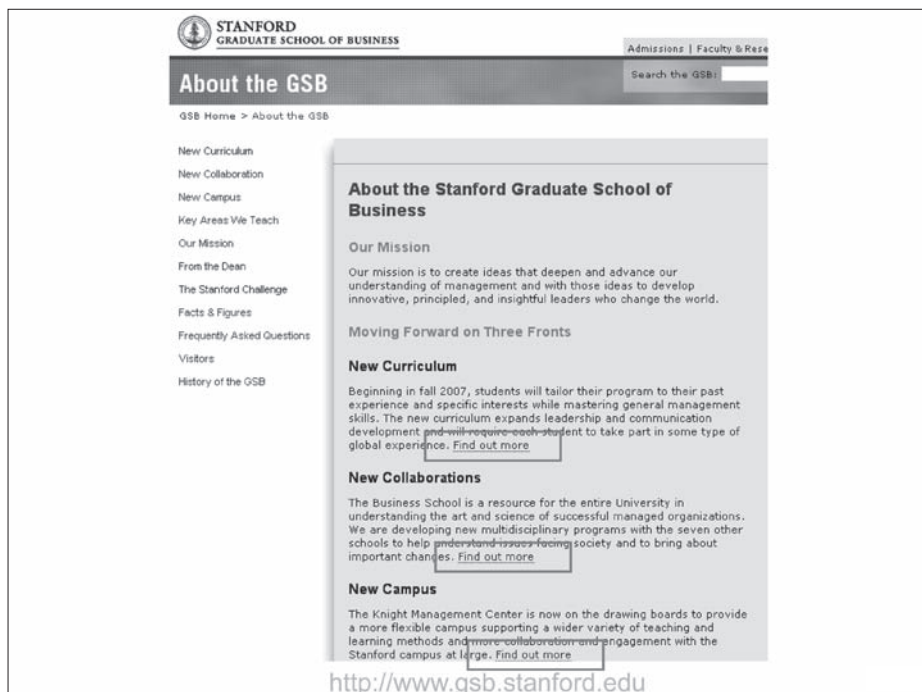 STANFORD
GRADUATE SCHOOL OF BUSINESS
Admissions | Faculty & Rese
Search the GSB:
About the GSB
GSB Home > About the GSB
New Curriculum
New Collaboration
New Campus
Key Areas We Teach
Our Mission
From the Dean
The Stanford Challenge
Facts & Figures
Frequently Asked Questions
Visitors
History of the GSB
About the Stanford Graduate School of
Business
Our Mission
Our mission is to create ideas that deepen and advance our
understanding of management and with those ideas to develop
innovative, principled, and insightful leaders who change the world.
Moving Forward on Three Fronts
New Curriculum
Beginning in fall 2007, students will tailor their program to their past
experience and specific interests while mastering general management
skills. The new curriculum expands leadership and communication
development and will require each student to take part in some type of
global experience. Find out more
New Collaborations
The Business School is a resource for the entire University in
understanding the art and science of successful managed organizations.
We are developing new multidisciplinary programs with the seven other
schools to help understand issues facing society and to bring about
important changes. Find out more
New Campus
The Knight Management Center is now on the drawing boards to provide
a more flexible campus supporting a wider variety of teaching and
learning methods and more collaboration and engagement with the
Stanford campus at large. Find out more
http://www.gsb.stanford.edu